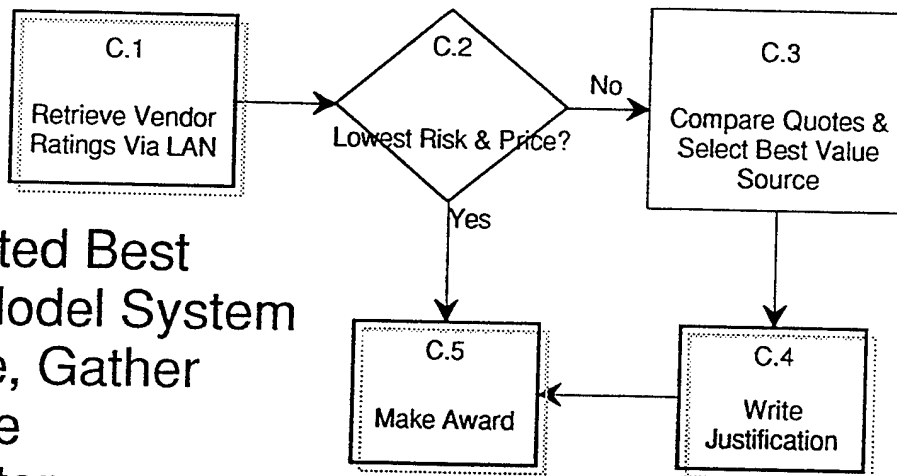 C.1
Retrieve Vendor
Ratings Via LAN
C.2
Lowest Risk & Price?
No
Yes
C.3
Compare Quotes &
Select Best Value
Source
C.4
Write
Justification
C.5
Make Award
ted Best
odel System
e, Gather
e